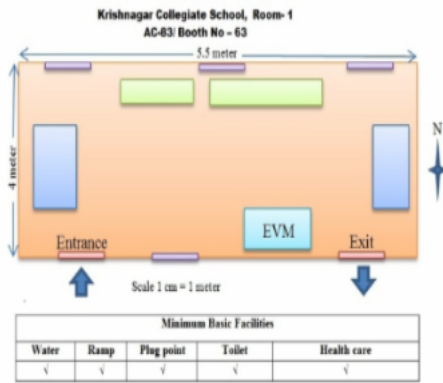 Krishnagar Collegiate School, Room- 1
AC-83/ Booth No – 63
5.5 meter
4 meter
N
EVM
Entrance
Exit
Scale 1 cm = 1 meter
Minimum Basic Facilities
Water Ramp Plug point Toilet Health care
√ √ √ √ √